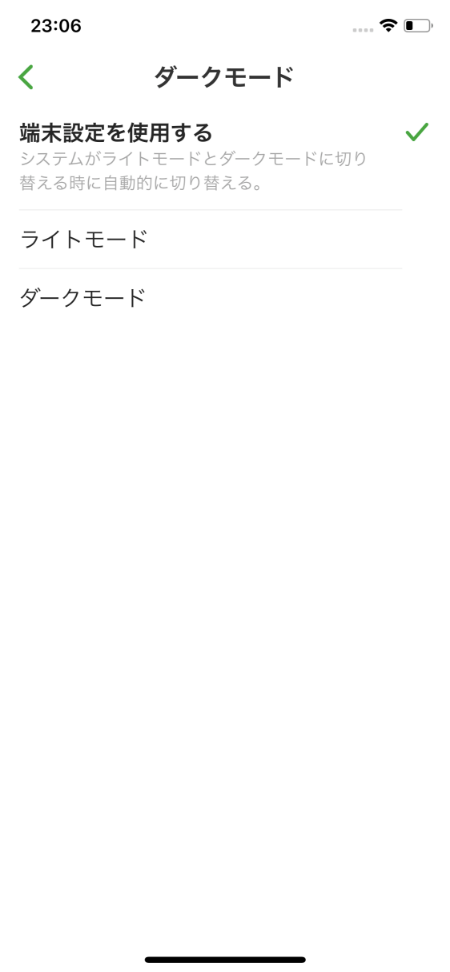 23:06
ダークモード
端末設定を使用する
システムがライトモードとダークモードに切り
替える時に自動的に切り替える。
ライトモード
ダークモード